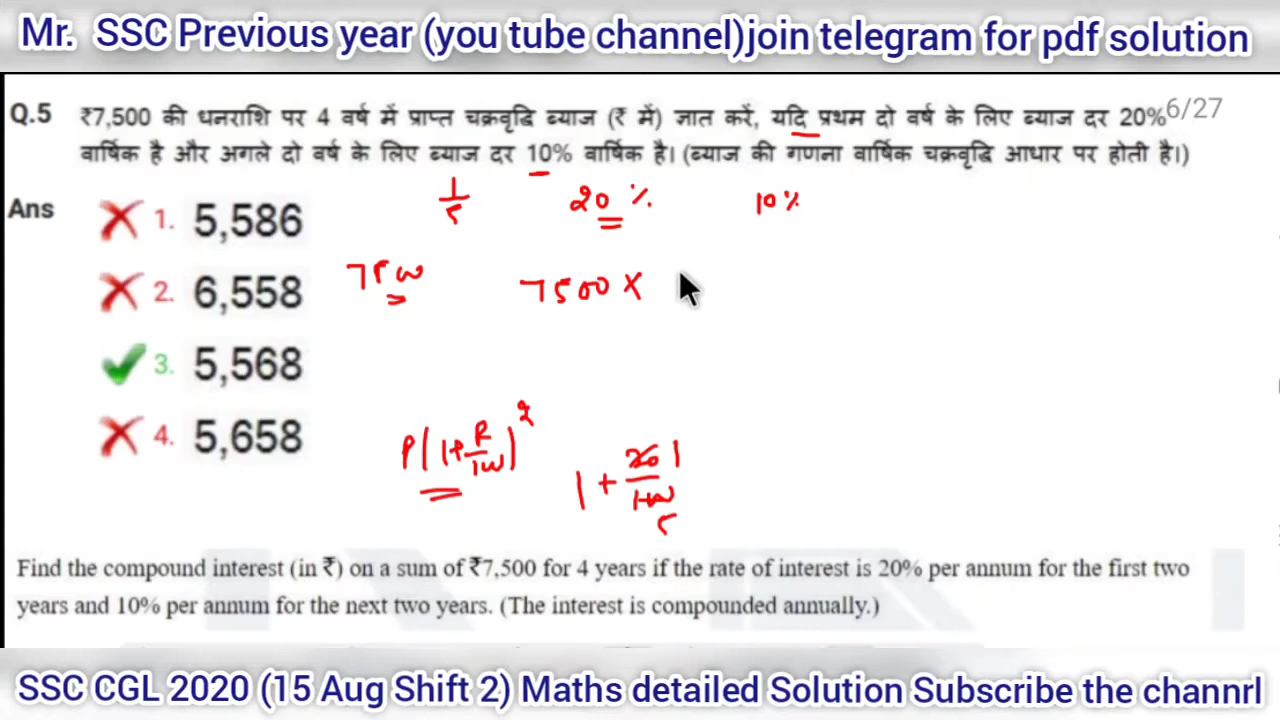 Mr. SSC Previous year (you tube channel)join telegram for pdf solution
Q.5 ₹7,500 की धनराशि पर 4 वर्ष में प्राप्त चक्रवृद्धि ब्याज (₹ में) ज्ञात करें, यदि प्रथम दो वर्ष के लिए ब्याज दर 20% 6/27
वार्षिक है और अगले दो वर्ष के लिए ब्याज दर 10% वार्षिक है। (ब्याज की गणना वार्षिक चक्रवृद्धि आधार पर होती है।)
1/5 20% 10%
Ans 1. 5,586
7500 7500 x
2. 6,558
3. 5,568
4. 5,658
P(1+R/100)^2
1 + 20/100 1
5
Find the compound interest (in ₹) on a sum of ₹7,500 for 4 years if the rate of interest is 20% per annum for the first two
years and 10% per annum for the next two years. (The interest is compounded annually.)
SSC CGL 2020 (15 Aug Shift 2) Maths detailed Solution Subscribe the channrl